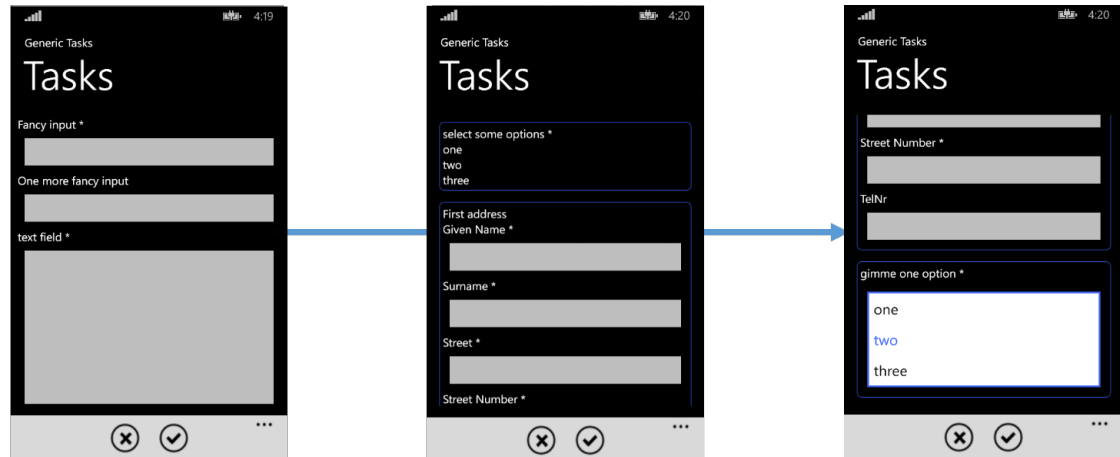 4:19
Generic Tasks
Tasks
Fancy input *
One more fancy input
text field *
...
4:20
Generic Tasks
Tasks
select some options *
one
two
three
First address
Given Name *
Surname *
Street *
Street Number *
...
4:20
Generic Tasks
Tasks
Street Number *
TelNr
gimme one option *
one
two
three
...